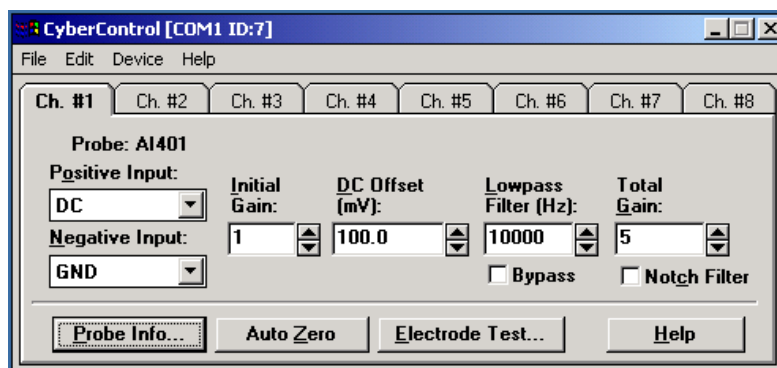 CyberControl [COM1 ID:7]
File Edit Device Help
Ch. #1 Ch. #2 Ch. #3 Ch. #4 Ch. #5 Ch. #6 Ch. #7 Ch. #8
Probe: AI401
Positive Input:
DC
Negative Input:
GND
Initial
Gain:
1
DC Offset
(mV):
100.0
Lowpass
Filter (Hz):
10000
Bypass
Total
Gain:
5
Notch Filter
Probe Info... Auto Zero Electrode Test... Help